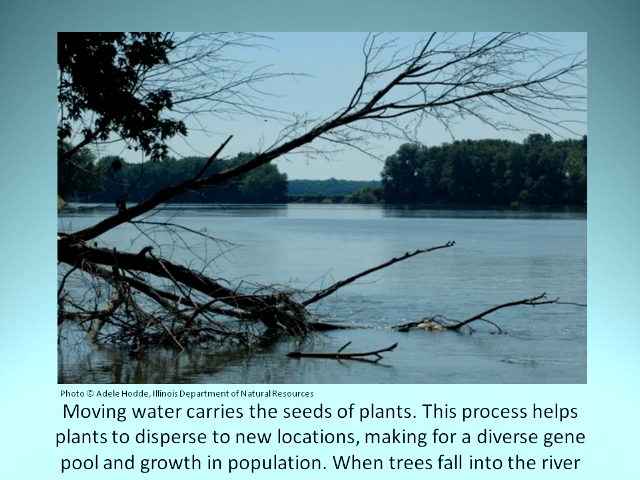 Photo © Adele Hodde, Illinois Department of Natural Resources
Moving water carries the seeds of plants. This process helps
plants to disperse to new locations, making for a diverse gene
pool and growth in population. When trees fall into the river